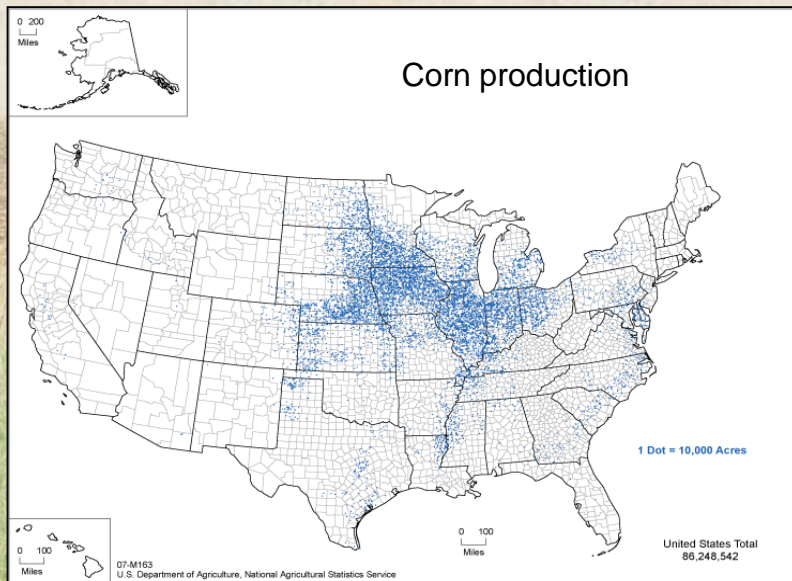 0 200
Miles
Corn production
1 Dot = 10,000 Acres
0 100
Miles
0 100
Miles
United States Total
86,248,542
07-M163
U.S. Department of Agriculture, National Agricultural Statistics Service